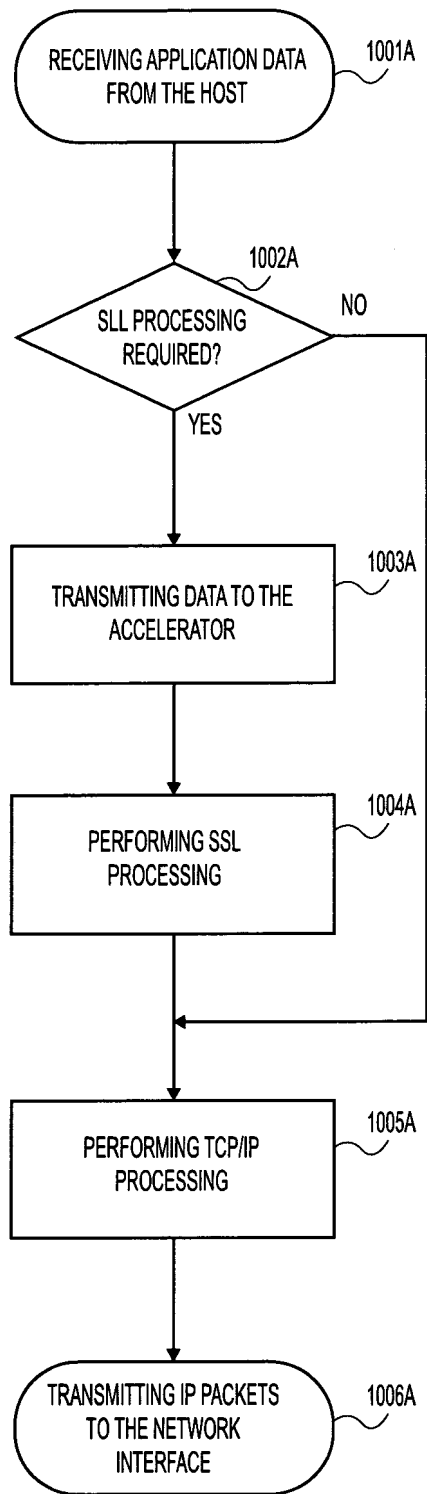 RECEIVING APPLICATION DATA
FROM THE HOST
1001A
1002A
SLL PROCESSING
REQUIRED?
NO
YES
TRANSMITTING DATA TO THE
ACCELERATOR
1003A
PERFORMING SSL
PROCESSING
1004A
PERFORMING TCP/IP
PROCESSING
1005A
TRANSMITTING IP PACKETS
TO THE NETWORK
INTERFACE
1006A